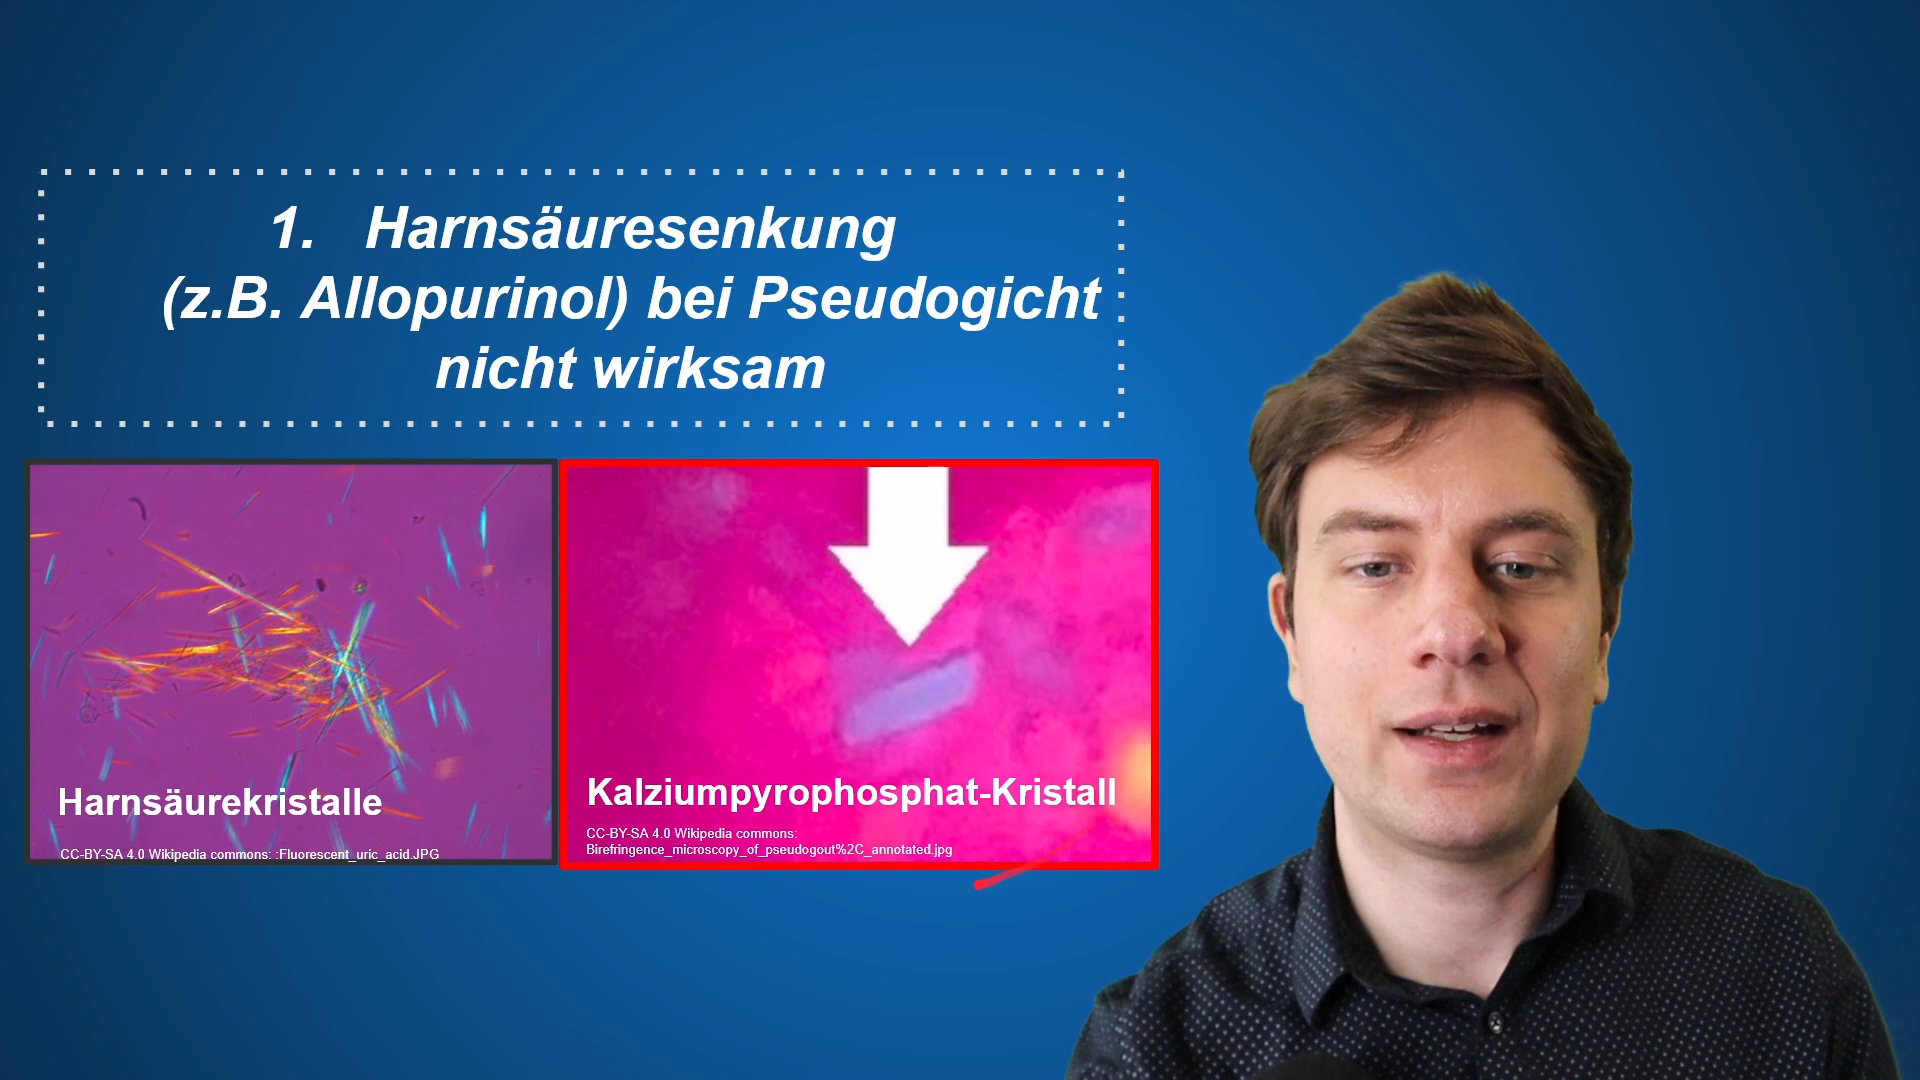 1. Harnsäuresenkung
(z.B. Allopurinol) bei Pseudogicht
nicht wirksam
Harnsäurekristalle
CC-BY-SA 4.0 Wikipedia commons: :Fluorescent_uric_acid.JPG
Kalziumpyrophosphat-Kristall
CC-BY-SA 4.0 Wikipedia commons:
Birefringence_microscopy_of_pseudogout%2C_annotated.jpg